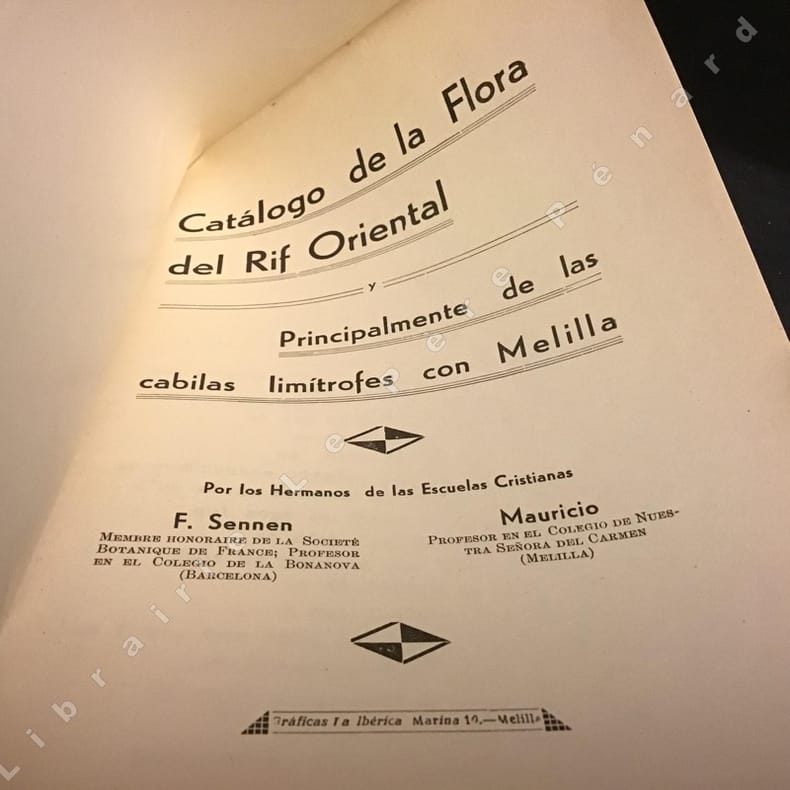 Catálogo de la Flora
del Rif Oriental
y
Principalmente de las
cabilas limítrofes con Melilla
Por los Hermanos de las Escuelas Cristianas
F. Sennen
Membre honoraire de la Societé
Botanique de France; Profesor
en el Colegio de la Bonanova
(Barcelona)
Mauricio
Profesor en el Colegio de Nues-
tra Señora del Carmen
(Melilla)
Gráficas La Ibérica Marina 10.—Melilla
Librairie Le Père Pénard